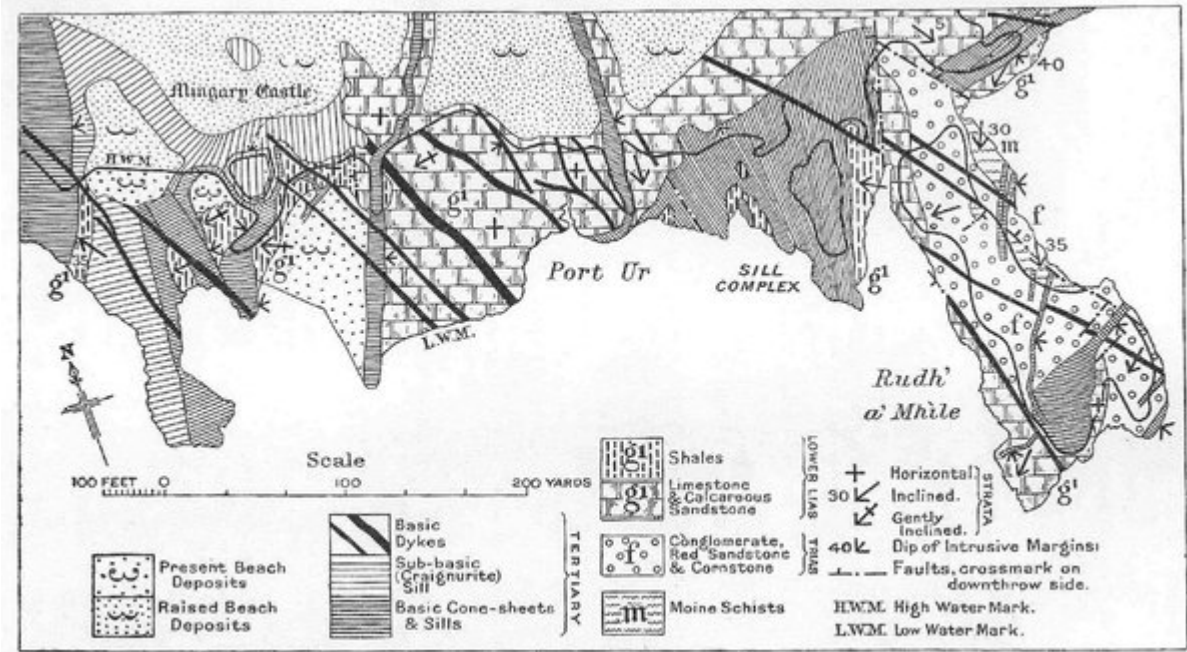 5
40
g¹
Mingary Castle
30
m
H.W.M.
g¹
f
35
35
g¹
g¹
Port Ur
SILL
COMPLEX
g¹
f
L.W.M.
N
Rudh'
a' Mhìle
g¹
Scale
100 FEET 0 100 200 YARDS
Present Beach
Deposits
Raised Beach
Deposits
Basic
Dykes
Sub-basic
(Craignurite)
Sill
Basic Cone-sheets
& Sills
TERTIARY
g¹ Shales
g¹ Limestone
& Calcareous
Sandstone
LOWER LIAS
f Conglomerate,
Red Sandstone
& Cornstone
TRIAS
m Moine Schists
Horizontal
30 Inclined.
Gently
Inclined.
STRATA
40 Dip of Intrusive Margins
Faults, crossmark on
downthrow side.
H.W.M. High Water Mark.
L.W.M. Low Water Mark.